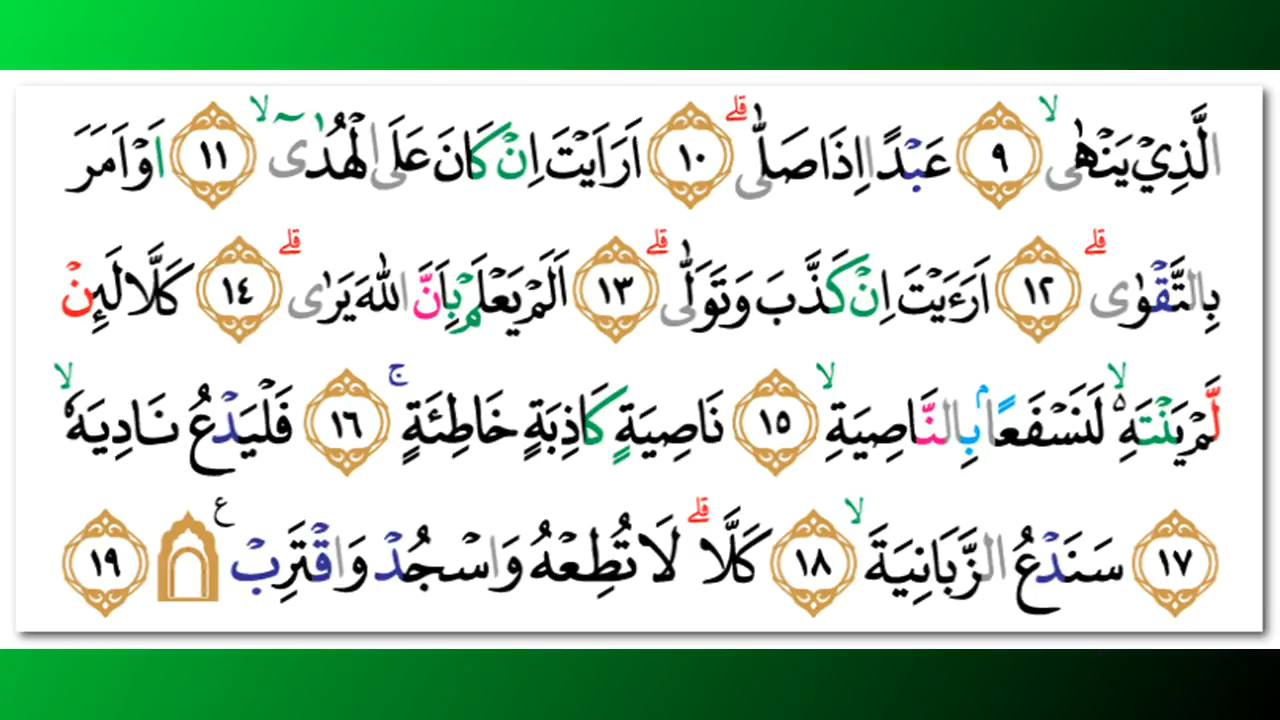 الَّذِيْ يَنْهٰىۙ ٩ عَبْدًا اِذَا صَلّٰىۗ ١٠ اَرَاَيْتَ اِنْ كَانَ عَلَى الْهُدٰىٓۙ ١١ اَوْ اَمَرَ
بِالتَّقْوٰىۗ ١٢ اَرَءَيْتَ اِنْ كَذَّبَ وَتَوَلّٰىۗ ١٣ اَلَمْ يَعْلَمْ بِاَنَّ اللّٰهَ يَرٰىۗ ١٤ كَلَّا لَىِٕنْ
لَّمْ يَنْتَهِ ەۙ لَنَسْفَعًاۢ بِالنَّاصِيَةِۙ ١٥ نَاصِيَةٍ كَاذِبَةٍ خَاطِئَةٍۚ ١٦ فَلْيَدْعُ نَادِيَهٗۙ
١٧ سَنَدْعُ الزَّبَانِيَةَۙ ١٨ كَلَّاۗ لَا تُطِعْهُ وَاسْجُدْ وَاقْتَرِبْ ع ١٩